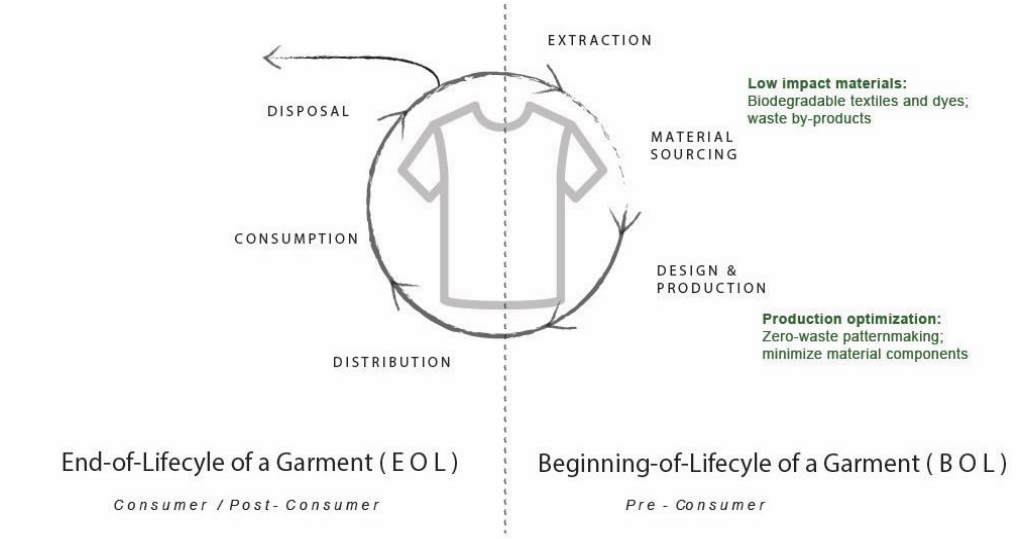 EXTRACTION
Low impact materials:
Biodegradable textiles and dyes;
waste by-products
DISPOSAL
MATERIAL
SOURCING
CONSUMPTION
DESIGN &
PRODUCTION
Production optimization:
Zero-waste patternmaking;
minimize material components
DISTRIBUTION
End-of-Lifecyle of a Garment ( E O L )
Beginning-of-Lifecyle of a Garment ( B O L )
Consumer / Post- Consumer
Pre - Consumer